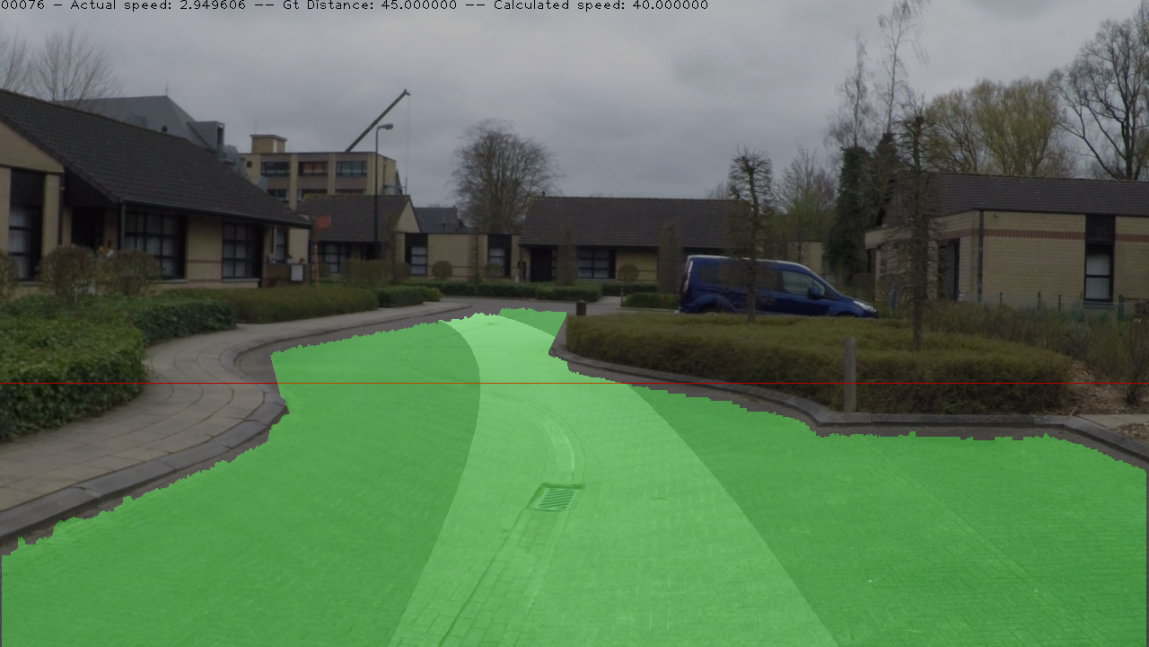 00076 - Actual speed: 2.949606 -- Gt Distance: 45.000000 -- Calculated speed: 40.000000